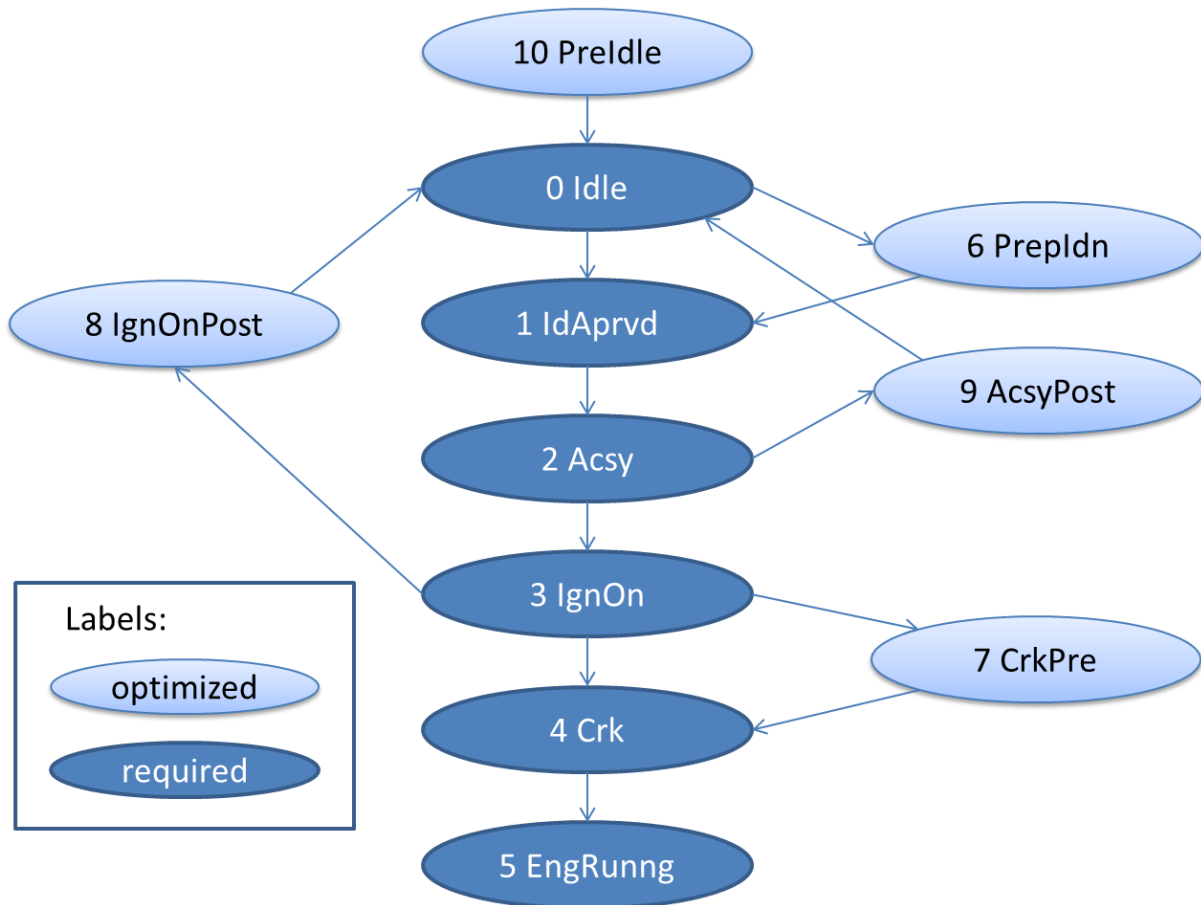 10 PreIdle
0 Idle
6 PrepIdn
8 IgnOnPost
1 IdAprvd
9 AcsyPost
2 Acsy
3 IgnOn
7 CrkPre
4 Crk
5 EngRunng
Labels:
optimized
required